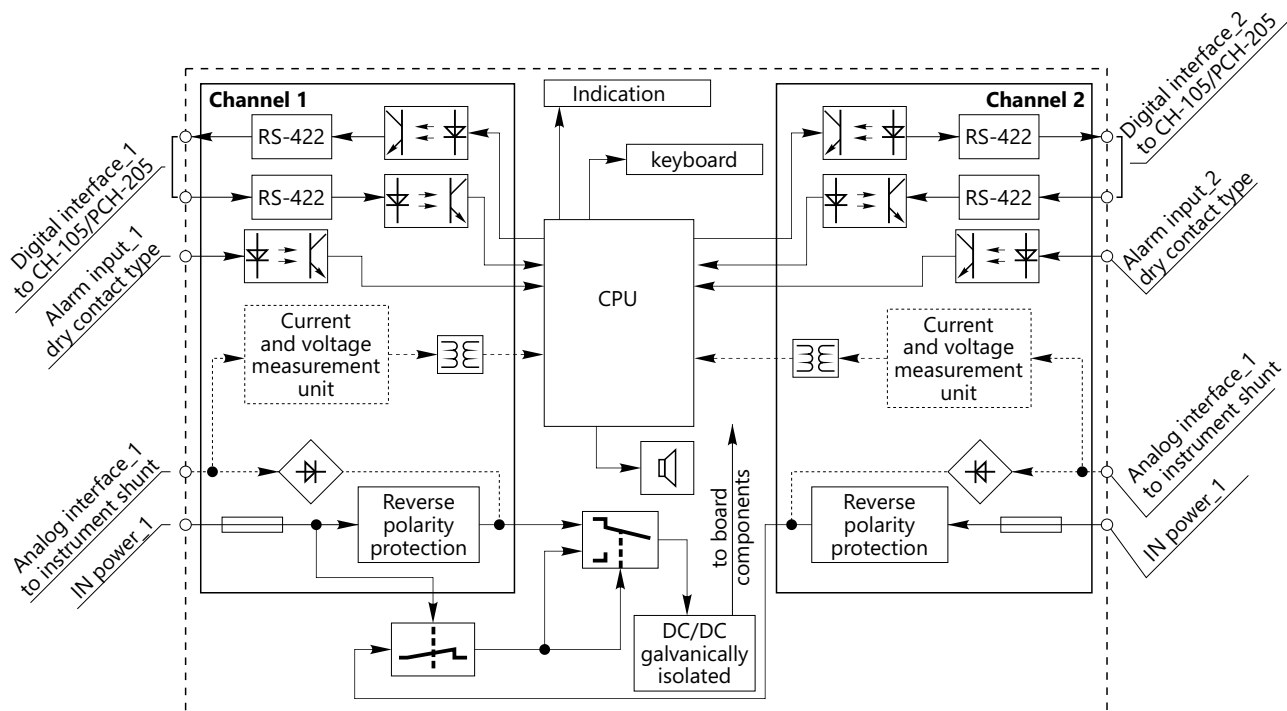 Channel 1
Indication
Channel 2
RS-422
keyboard
RS-422
RS-422
RS-422
Digital interface_1
to CH-105/PCH-205
Digital interface_2
to CH-105/PCH-205
Alarm input_1
dry contact type
Alarm input_2
dry contact type
CPU
Current
and voltage
measurement
unit
Current
and voltage
measurement
unit
Analog interface_1
to instrument shunt
Analog interface_1
to instrument shunt
IN power_1
Reverse
polarity
protection
to board
components
Reverse
polarity
protection
IN power_1
DC/DC
galvanically
isolated